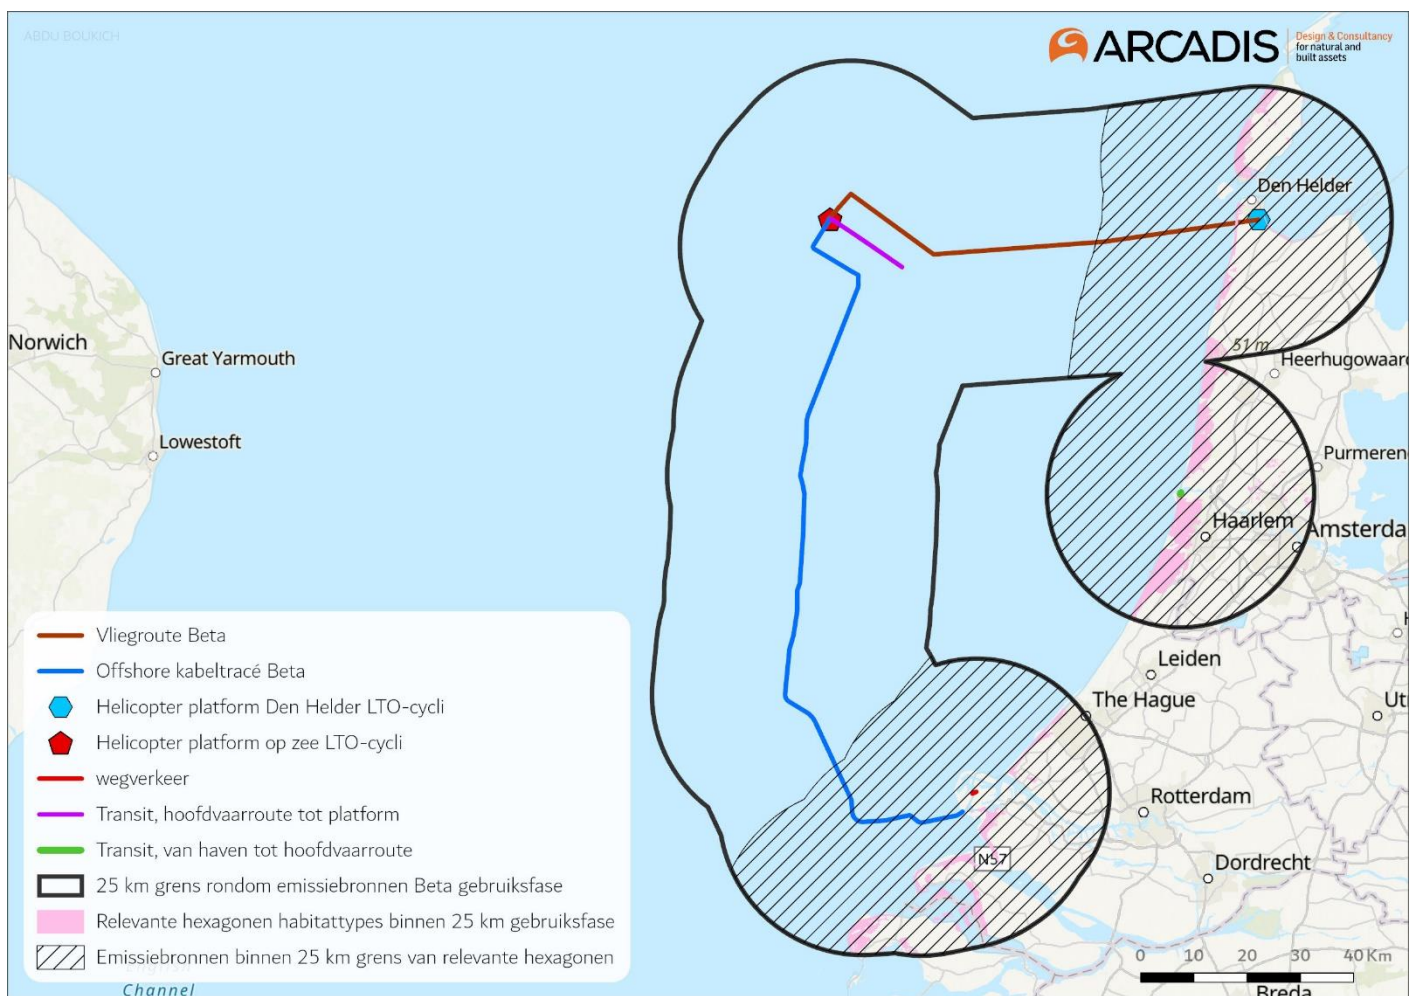 ABDU BOUKICH
ARCADIS
Design & Consultancy
for natural and
built assets
Den Helder
51 m
Heerhugowaard
Norwich
Great Yarmouth
Lowestoft
Purmeren
Haarlem
Amsterda
Leiden
The Hague
Rotterdam
N57
Dordrecht
Utr
Breda
Vliegroute Beta
Offshore kabeltracé Beta
Helicopter platform Den Helder LTO-cycli
Helicopter platform op zee LTO-cycli
wegverkeer
Transit, hoofdvaarroute tot platform
Transit, van haven tot hoofdvaarroute
25 km grens rondom emissiebronnen Beta gebruiksfase
Relevante hexagonen habitattypes binnen 25 km gebruiksfase
Emissiebronnen binnen 25 km grens van relevante hexagonen
Channel
0 10 20 30 40 Km